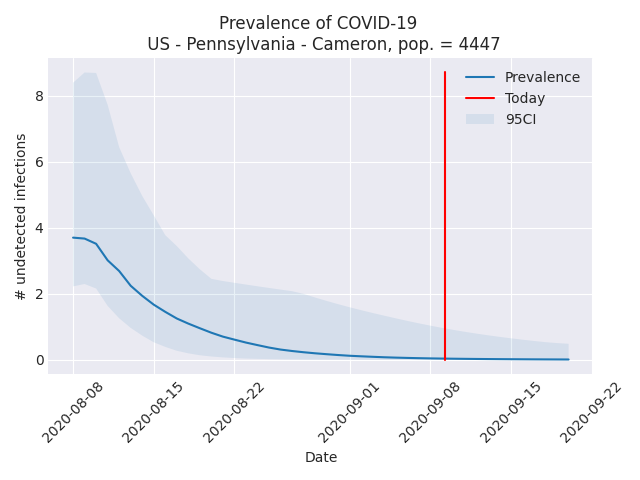 Prevalence of COVID-19
US - Pennsylvania - Cameron, pop. = 4447
Prevalence
Today
95CI
# undetected infections
8
6
4
2
0
2020-08-08
2020-08-15
2020-08-22
2020-09-01
2020-09-08
2020-09-15
2020-09-22
Date